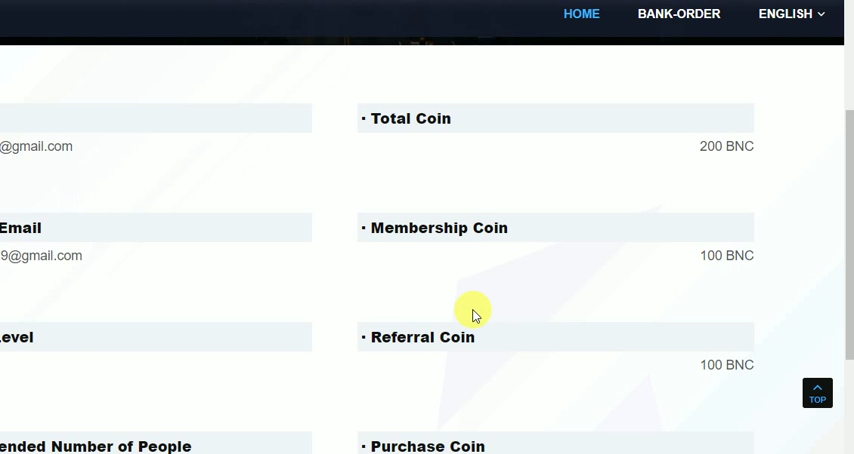 HOME BANK-ORDER ENGLISH
· Total Coin
@gmail.com 200 BNC
Email · Membership Coin
9@gmail.com 100 BNC
Level · Referral Coin
100 BNC
TOP
ended Number of People · Purchase Coin